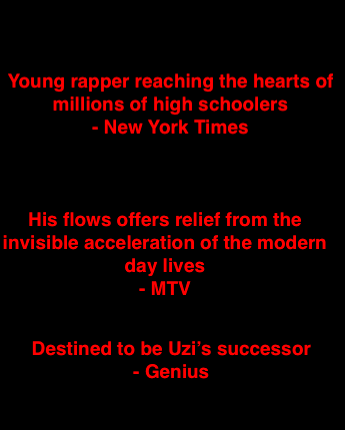 Young rapper reaching the hearts of
millions of high schoolers
- New York Times
His flows offers relief from the
invisible acceleration of the modern
day lives
- MTV
Destined to be Uzi's successor
- Genius